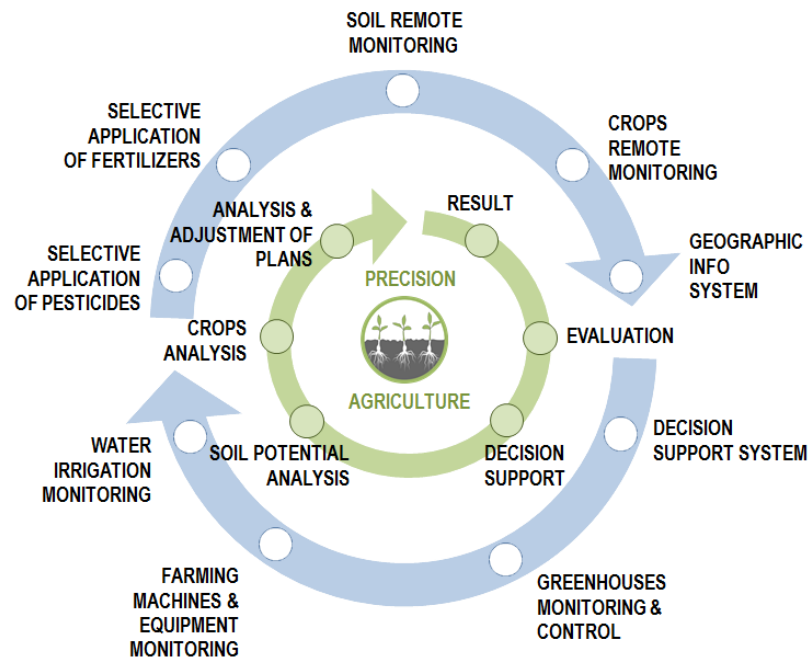 SOIL REMOTE
MONITORING
SELECTIVE
APPLICATION
OF FERTILIZERS
CROPS
REMOTE
MONITORING
ANALYSIS &
ADJUSTMENT OF
PLANS
RESULT
SELECTIVE
APPLICATION
OF PESTICIDES
GEOGRAPHIC
INFO
SYSTEM
PRECISION
AGRICULTURE
CROPS
ANALYSIS
EVALUATION
SOIL POTENTIAL
ANALYSIS
DECISION
SUPPORT
WATER
IRRIGATION
MONITORING
DECISION
SUPPORT SYSTEM
FARMING
MACHINES &
EQUIPMENT
MONITORING
GREENHOUSES
MONITORING &
CONTROL